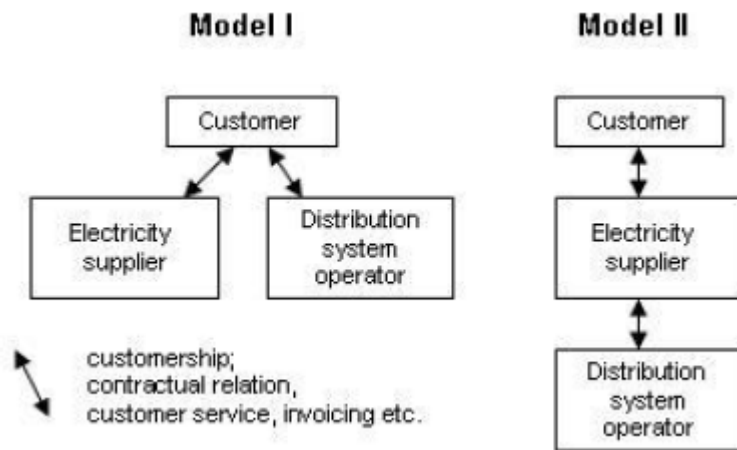 Model I
Customer
Electricity
supplier
Distribution
system
operator
customership;
contractual relation,
customer service, invoicing etc.
Model II
Customer
Electricity
supplier
Distribution
system
operator